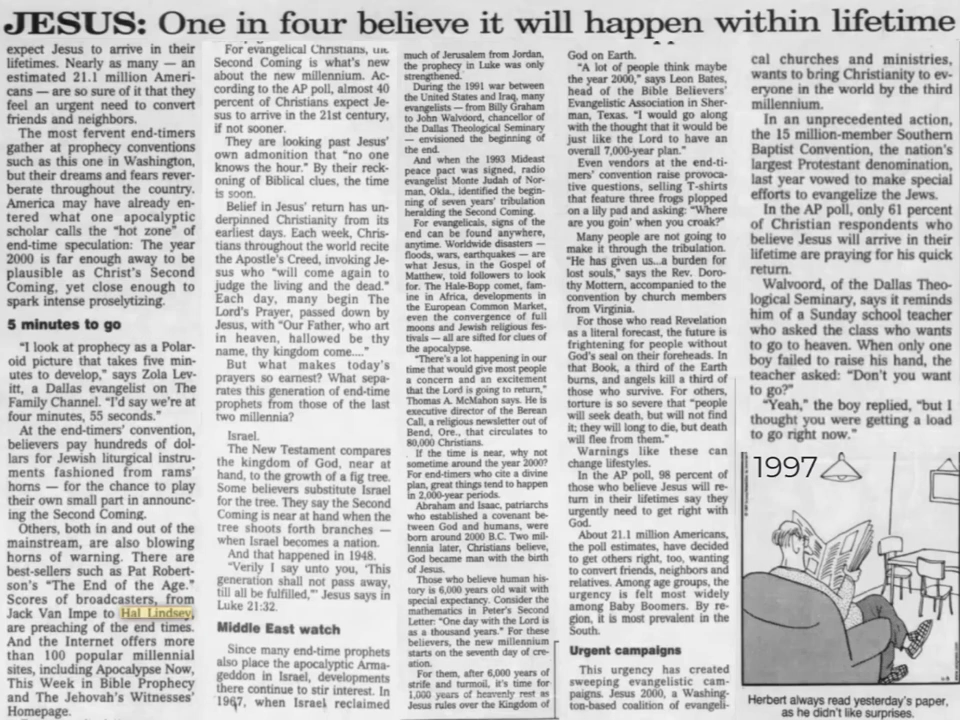 JESUS: One in four believe it will happen within lifetime
expect Jesus to arrive in their
lifetimes. Nearly as many — an
estimated 21.1 million Ameri-
cans — are so sure of it that they
feel an urgent need to convert
friends and neighbors.
The most fervent end-timers
gather at prophecy conventions
such as this one in Washington,
but their dreams and fears rever-
berate throughout the country.
America may have already en-
tered what one apocalyptic
scholar calls the "hot zone" of
end-time speculation: The year
2000 is far enough away to be
plausible as Christ's Second
Coming, yet close enough to
spark intense proselytizing.
5 minutes to go
"I look at prophecy as a Polar-
oid picture that takes five min-
utes to develop," says Zola Lev-
itt, a Dallas evangelist on The
Family Channel. "I'd say we're at
four minutes, 55 seconds."
At the end-timers' convention,
believers pay hundreds of dol-
lars for Jewish liturgical instru-
ments fashioned from rams'
horns — for the chance to play
their own small part in announc-
ing the Second Coming.
Others, both in and out of the
mainstream, are also blowing
horns of warning. There are
best-sellers such as Pat Robert-
son's "The End of the Age."
Scores of broadcasters, from
Jack Van Impe to Hal Lindsey,
are preaching of the end times.
And the Internet offers more
than 100 popular millennial
sites, including Apocalypse Now,
This Week in Bible Prophecy
and The Jehovah's Witnesses'
Homepage.
For evangelical Christians, the
Second Coming is what's new
about the new millennium. Ac-
cording to the AP poll, almost 40
percent of Christians expect Je-
sus to arrive in the 21st century,
if not sooner.
They are looking past Jesus'
own admonition that "no one
knows the hour." By their reck-
oning of Biblical clues, the time
is soon.
Belief in Jesus' return has un-
derpinned Christianity from its
earliest days. Each week, Chris-
tians throughout the world recite
the Apostle's Creed, invoking Je-
sus who "will come again to
judge the living and the dead."
Each day, many begin The
Lord's Prayer, passed down by
Jesus, with "Our Father, who art
in heaven, hallowed be thy
name, thy kingdom come...."
But what makes today's
prayers so earnest? What sepa-
rates this generation of end-time
prophets from those of the last
two millennia?
Israel.
The New Testament compares
the kingdom of God, near at
hand, to the growth of a fig tree.
Some believers substitute Israel
for the tree. They say the Second
Coming is near at hand when the
tree shoots forth branches —
when Israel becomes a nation.
And that happened in 1948.
"Verily I say unto you, 'This
generation shall not pass away,
till all be fulfilled,'" Jesus says in
Luke 21:32.
Middle East watch
Since many end-time prophets
also place the apocalyptic Arma-
geddon in Israel, developments
there continue to stir interest. In
1967, when Israel reclaimed
much of Jerusalem from Jordan,
the prophecy in Luke was only
strengthened.
During the 1991 war between
the United States and Iraq, many
evangelists — from Billy Graham
to John Walvoord, chancellor of
the Dallas Theological Seminary
— envisioned the beginning of
the end.
And when the 1993 Mideast
peace pact was signed, radio
evangelist Monte Judah of Nor-
man, Okla., identified the begin-
ning of seven years' tribulation
heralding the Second Coming.
For evangelicals, signs of the
end can be found anywhere,
anytime. Worldwide disasters —
floods, wars, earthquakes — are
what Jesus, in the Gospel of
Matthew, told followers to look
for. The Hale-Bopp comet, fam-
ine in Africa, developments in
the European Common Market,
even the convergence of full
moons and Jewish religious fes-
tivals — all are sifted for clues of
the apocalypse.
"There's a lot happening in our
time that would give most people
a concern and an excitement
that the Lord is going to return,"
Thomas A. McMahon says. He is
executive director of the Berean
Call, a religious newsletter out of
Bend, Ore., that circulates to
80,000 Christians.
If the time is near, why not
sometime around the year 2000?
For end-timers who cite a divine
plan, great things tend to happen
in 2,000-year periods.
Abraham and Isaac, patriarchs
who established a covenant be-
tween God and humans, were
born around 2000 B.C. Two mil-
lennia later, Christians believe,
God became man with the birth
of Jesus.
Those who believe human his-
tory is 6,000 years old wait with
special expectation. Consider the
mathematics in Peter's Second
Letter: "One day with the Lord is
as a thousand years." For these
believers, the new millennium
starts on the seventh day of cre-
ation.
For them, after 6,000 years of
strife and turmoil, it's time for
1,000 years of heavenly rest as
Jesus rules over the Kingdom of
God on Earth.
"A lot of people think maybe
the year 2000," says Leon Bates,
head of the Bible Believers'
Evangelistic Association in Sher-
man, Texas. "I would go along
with the thought that it would be
just like the Lord to have an
overall 7,000-year plan."
Even vendors at the end-ti-
mers' convention raise provoca-
tive questions, selling T-shirts
that feature three frogs plopped
on a lily pad and asking: "Where
are you goin' when you croak?"
Many people are not going to
make it through the tribulation.
"He has given us...a burden for
lost souls," says the Rev. Doro-
thy Mottern, accompanied to the
convention by church members
from Virginia.
For those who read Revelation
as a literal forecast, the future is
frightening for people without
God's seal on their foreheads. In
that Book, a third of the Earth
burns, and angels kill a third of
those who survive. For others,
torture is so severe that "people
will seek death, but will not find
it; they will long to die, but death
will flee from them."
Warnings like these can
change lifestyles.
In the AP poll, 98 percent of
those who believe Jesus will re-
turn in their lifetimes say they
urgently need to get right with
God.
About 21.1 million Americans,
the poll estimates, have decided
to get others right, too, wanting
to convert friends, neighbors and
relatives. Among age groups, the
urgency is felt most widely
among Baby Boomers. By re-
gion, it is most prevalent in the
South.
Urgent campaigns
This urgency has created
sweeping evangelistic cam-
paigns. Jesus 2000, a Washing-
ton-based coalition of evangeli-
cal churches and ministries,
wants to bring Christianity to ev-
eryone in the world by the third
millennium.
In an unprecedented action,
the 15 million-member Southern
Baptist Convention, the nation's
largest Protestant denomination,
last year vowed to make special
efforts to evangelize the Jews.
In the AP poll, only 61 percent
of Christian respondents who
believe Jesus will arrive in their
lifetime are praying for his quick
return.
Walvoord, of the Dallas Theo-
logical Seminary, says it reminds
him of a Sunday school teacher
who asked the class who wants
to go to heaven. When only one
boy failed to raise his hand, the
teacher asked: "Don't you want
to go?"
"Yeah," the boy replied, "but I
thought you were getting a load
to go right now."
1997
Herbert always read yesterday's paper,
as he didn't like surprises.